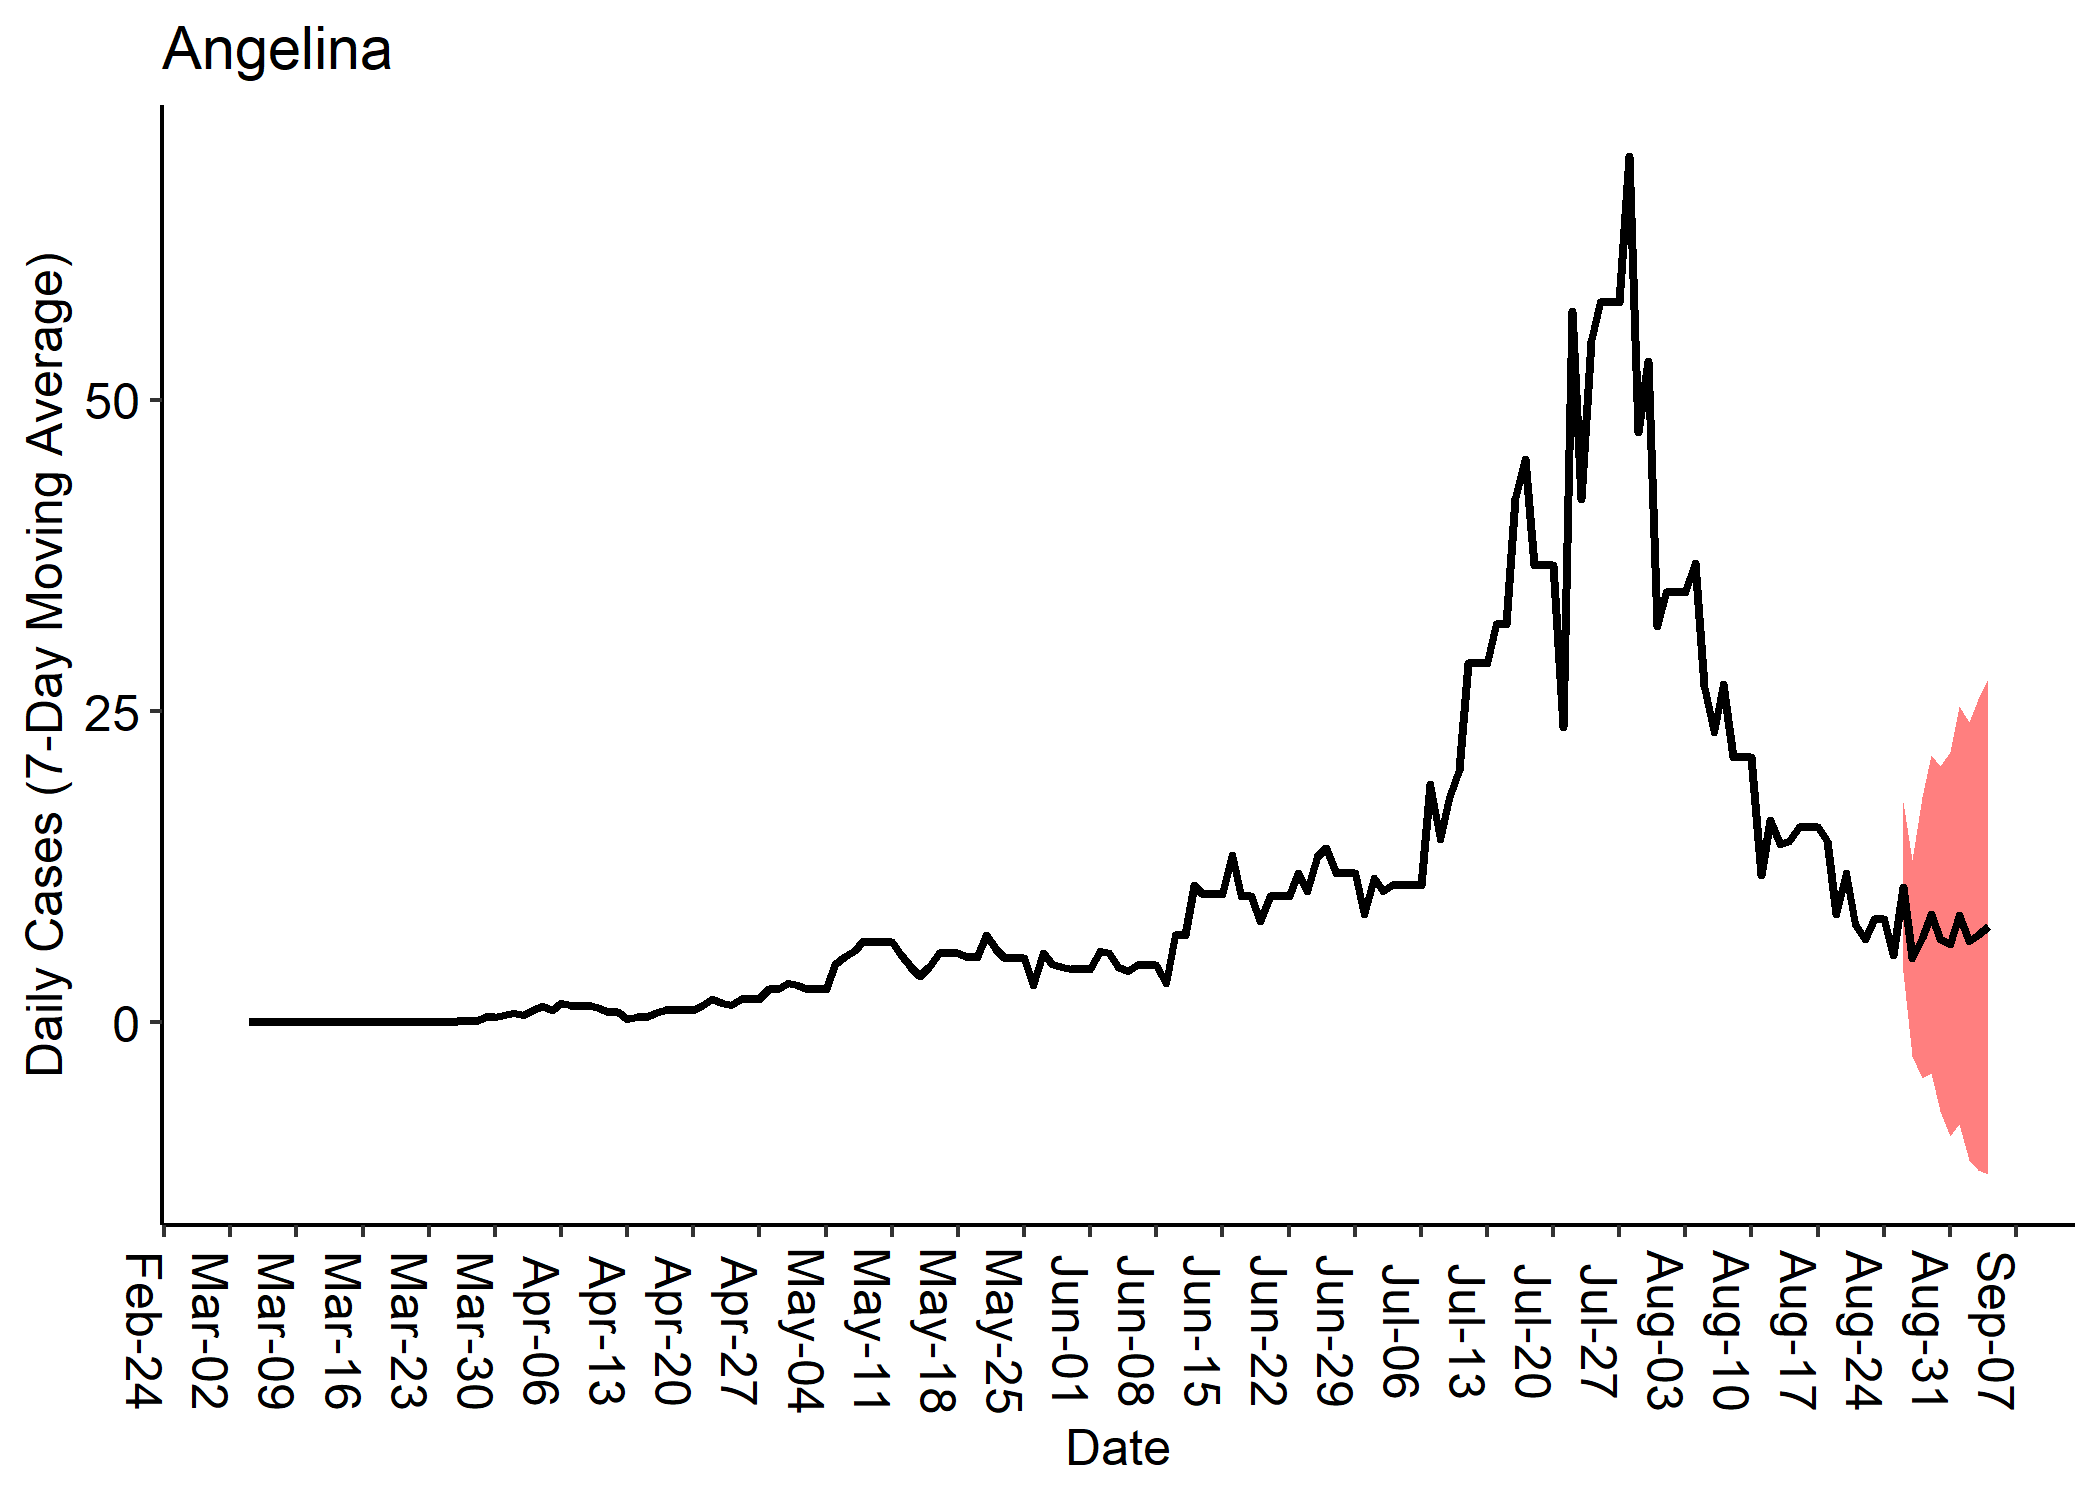 Angelina
Daily Cases (7-Day Moving Average)
50
25
0
Feb-24
Mar-02
Mar-09
Mar-16
Mar-23
Mar-30
Apr-06
Apr-13
Apr-20
Apr-27
May-04
May-11
May-18
May-25
Jun-01
Jun-08
Jun-15
Jun-22
Jun-29
Jul-06
Jul-13
Jul-20
Jul-27
Aug-03
Aug-10
Aug-17
Aug-24
Aug-31
Sep-07
Date